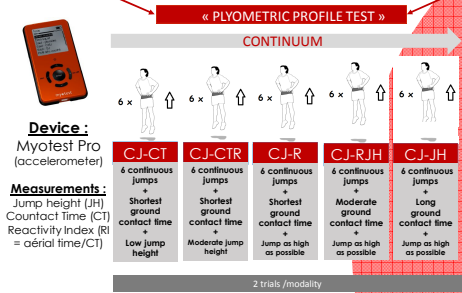 « PLYOMETRIC PROFILE TEST »
CONTINUUM
6 ×
6 ×
6 ×
6 ×
6 ×
myotest
Device :
Myotest Pro
(accelerometer)
Measurements :
Jump height (JH)
Countact Time (CT)
Reactivity Index (RI
= aérial time/CT)
CJ-CT
6 continuous
jumps
+
Shortest
ground
contact time
+
Low jump
height
CJ-CTR
6 continuous
jumps
+
Shortest
ground
contact time
+
Moderate jump
height
CJ-R
6 continuous
jumps
+
Shortest
ground
contact time
+
Jump as high
as possible
CJ-RJH
6 continuous
jumps
+
Moderate
ground
contact time
+
Jump as high
as possible
CJ-JH
6 continuous
jumps
+
Long
ground
contact time
+
Jump as high
as possible
2 trials /modality